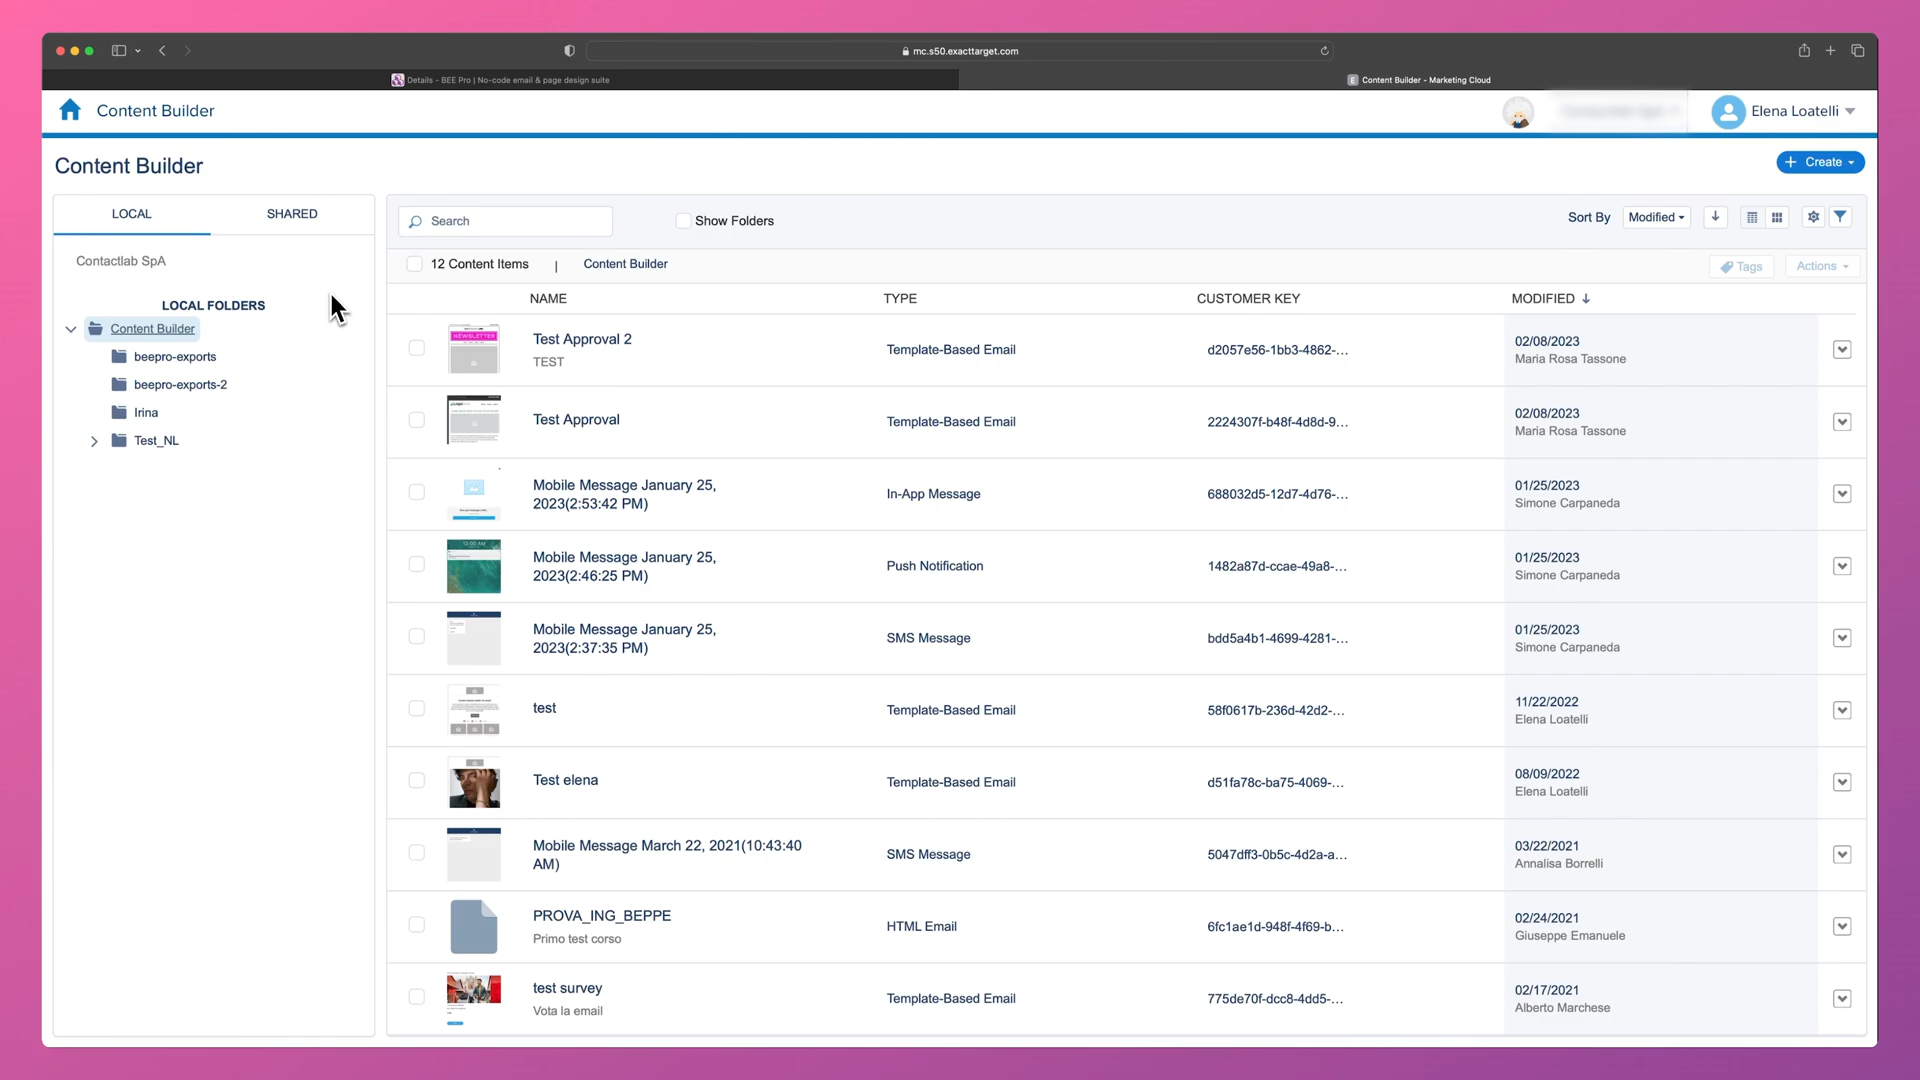 mc.s50.exacttarget.com
Details - BEE Pro | No-code email & page design suite
E Content Builder - Marketing Cloud
Content Builder
Elena Loatelli
Content Builder
+ Create
LOCAL SHARED
Search
Show Folders
Sort By Modified
Contactlab SpA
12 Content Items | Content Builder
Tags Actions
LOCAL FOLDERS
Content Builder
beepro-exports
beepro-exports-2
Irina
Test_NL
NAME TYPE CUSTOMER KEY MODIFIED
NEWSLETTER
Test Approval 2
TEST
Template-Based Email
d2057e56-1bb3-4862-...
02/08/2023
Maria Rosa Tassone
Test Approval
Template-Based Email
2224307f-b48f-4d8d-9...
02/08/2023
Maria Rosa Tassone
Mobile Message January 25,
2023(2:53:42 PM)
In-App Message
688032d5-12d7-4d76-...
01/25/2023
Simone Carpaneda
10:00 AM
Mobile Message January 25,
2023(2:46:25 PM)
Push Notification
1482a87d-ccae-49a8-...
01/25/2023
Simone Carpaneda
Mobile Message January 25,
2023(2:37:35 PM)
SMS Message
bdd5a4b1-4699-4281-...
01/25/2023
Simone Carpaneda
test
Template-Based Email
58f0617b-236d-42d2-...
11/22/2022
Elena Loatelli
Test elena
Template-Based Email
d51fa78c-ba75-4069-...
08/09/2022
Elena Loatelli
Mobile Message March 22, 2021(10:43:40
AM)
SMS Message
5047dff3-0b5c-4d2a-a...
03/22/2021
Annalisa Borrelli
PROVA_ING_BEPPE
Primo test corso
HTML Email
6fc1ae1d-948f-4f69-b...
02/24/2021
Giuseppe Emanuele
test survey
Vota la email
Template-Based Email
775de70f-dcc8-4dd5-...
02/17/2021
Alberto Marchese